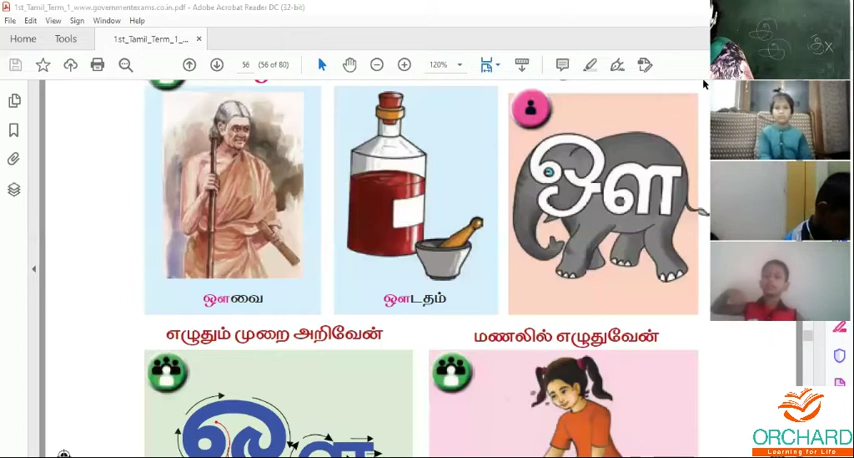 1st_Tamil_Term_1_www.governmentexams.co.in.pdf - Adobe Acrobat Reader DC (32-bit)
File Edit View Sign Window Help
Home Tools 1st_Tamil_Term_1_... ×
56 (56 of 80) 120%
ஔ
ஔவை ஔடதம்
எழுதும் முறை அறிவேன் மணலில் எழுதுவேன்
ஔ
ORCHARD
Learning for Life